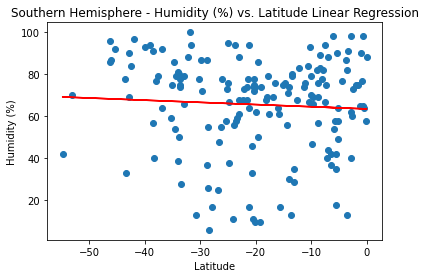 Southern Hemisphere - Humidity (%) vs. Latitude Linear Regression
100
80
60
40
20
Humidity (%)
−50 −40 −30 −20 −10 0
Latitude